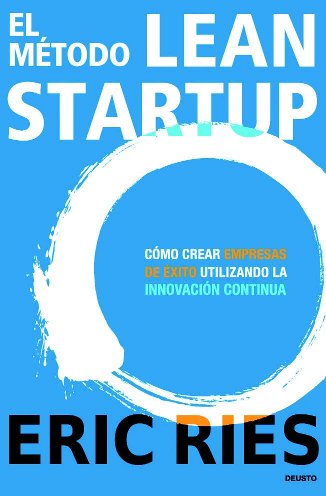 EL
MÉTODO LEAN
STARTUP
CÓMO CREAR EMPRESAS
DE ÉXITO UTILIZANDO LA
INNOVACIÓN CONTINUA
ERIC RIES
DEUSTO